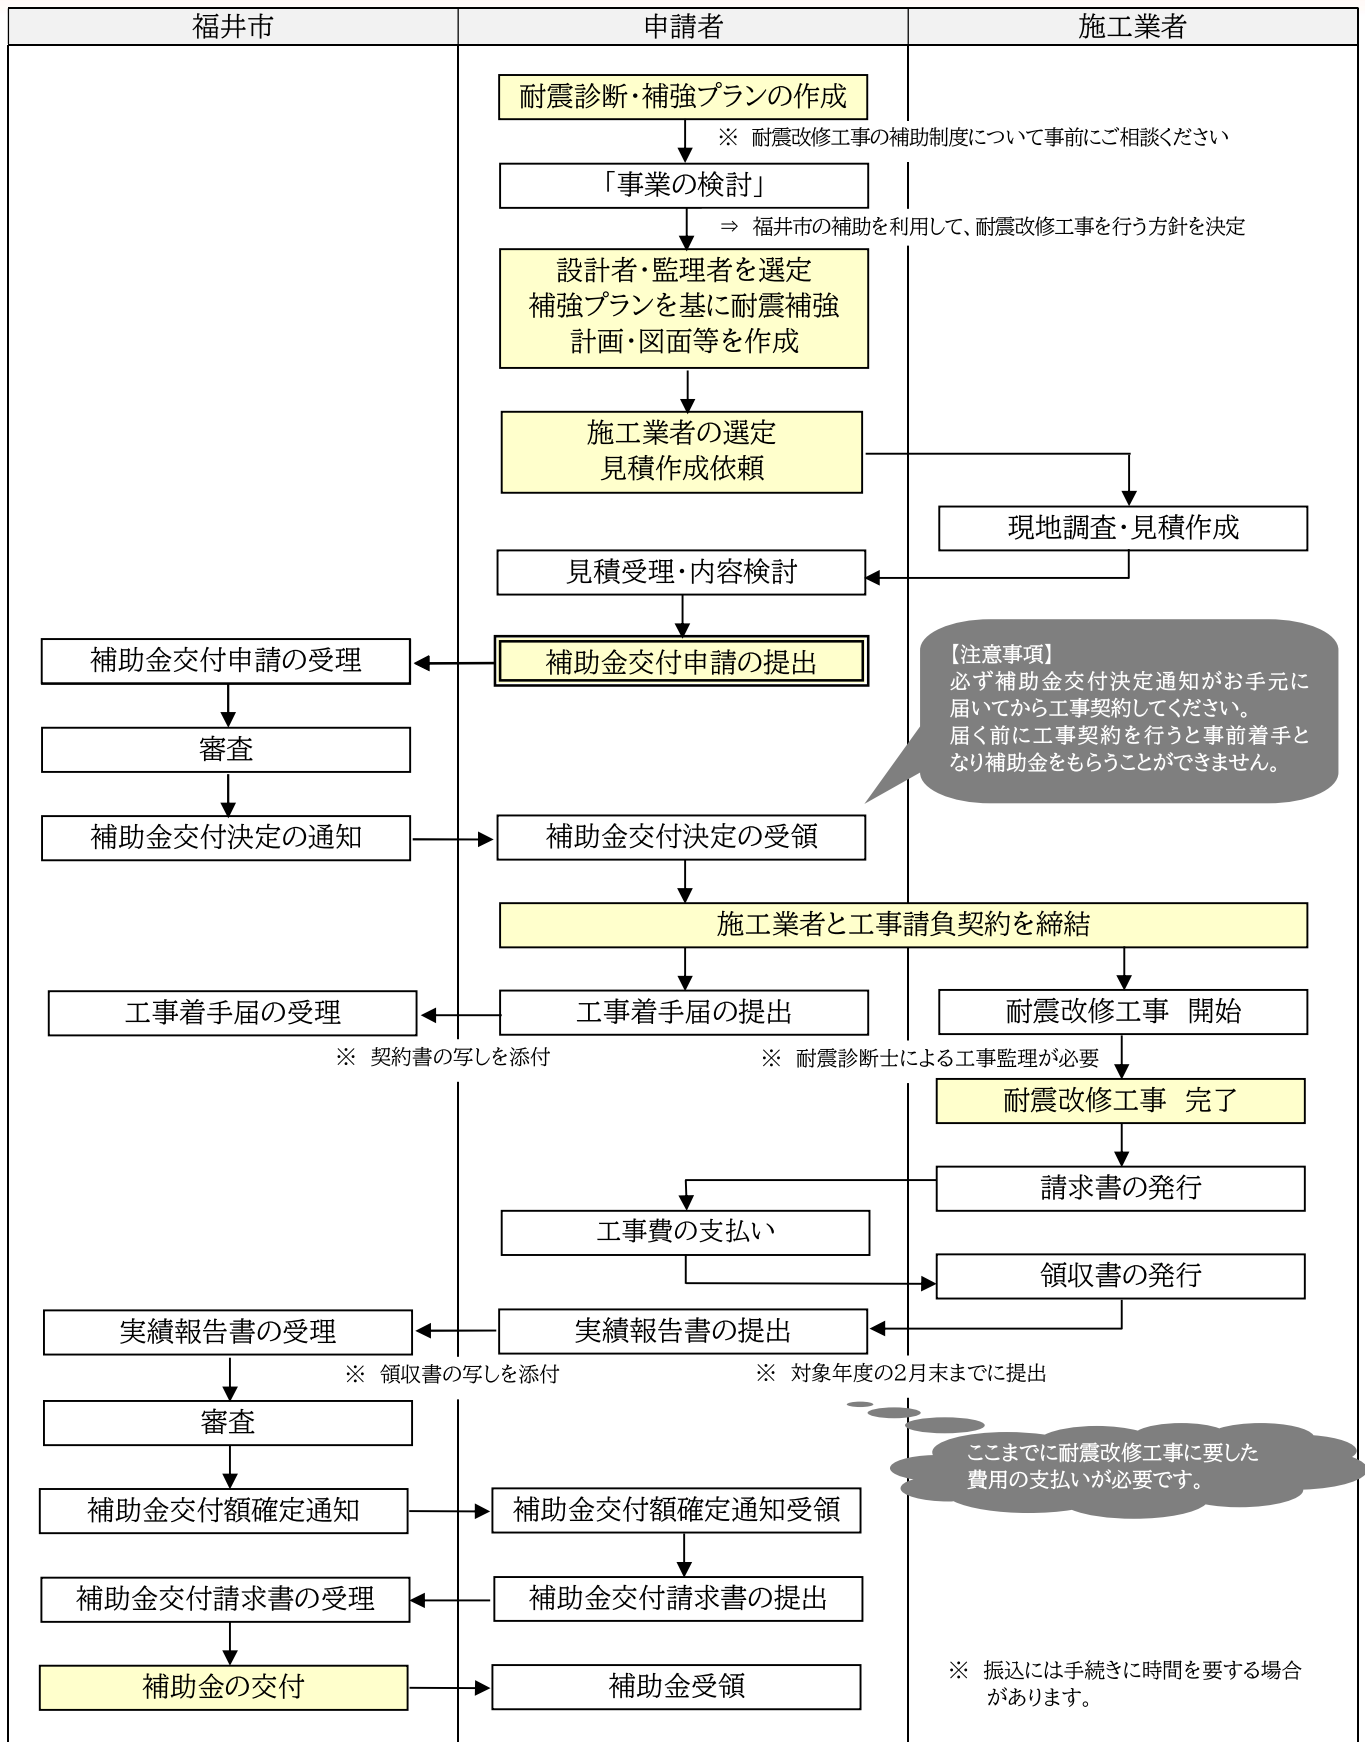 福井市
申請者
施工業者
耐震診断・補強プランの作成
※　耐震改修工事の補助制度について事前にご相談ください
「事業の検討」
⇒　福井市の補助を利用して、耐震改修工事を行う方針を決定
設計者・監理者を選定
補強プランを基に耐震補強
計画・図面等を作成
施工業者の選定
見積作成依頼
現地調査・見積作成
見積受理・内容検討
補助金交付申請の受理
補助金交付申請の提出
【注意事項】
必ず補助金交付決定通知がお手元に
届いてから工事契約してください。
届く前に工事契約を行うと事前着手と
なり補助金をもらうことができません。
審査
補助金交付決定の通知
補助金交付決定の受領
施工業者と工事請負契約を締結
工事着手届の受理
工事着手届の提出
耐震改修工事　開始
※　契約書の写しを添付
※　耐震診断士による工事監理が必要
耐震改修工事　完了
請求書の発行
工事費の支払い
領収書の発行
実績報告書の受理
実績報告書の提出
※　領収書の写しを添付
※　対象年度の2月末までに提出
審査
ここまでに耐震改修工事に要した
費用の支払いが必要です。
補助金交付額確定通知
補助金交付額確定通知受領
補助金交付請求書の受理
補助金交付請求書の提出
補助金の交付
補助金受領
※　振込には手続きに時間を要する場合
があります。